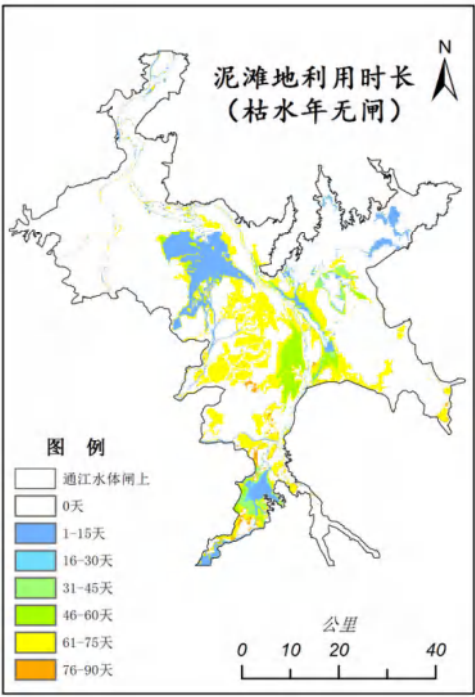 泥滩地利用时长
（枯水年无闸）
N
图 例
通江水体闸上
0天
1-15天
16-30天
31-45天
46-60天
61-75天
76-90天
公里
0 10 20 40